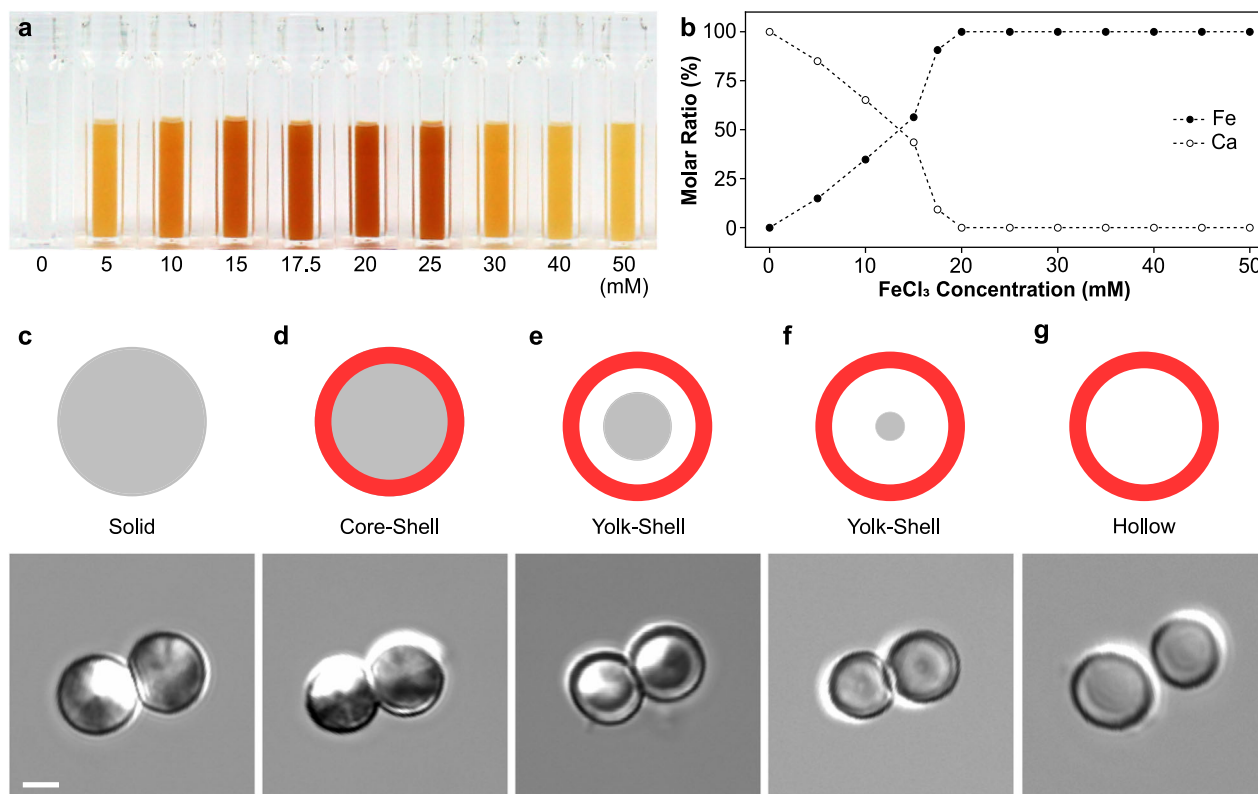 a
0 5 10 15 17.5 20 25 30 40 50
(mM)
b
Molar Ratio (%)
100
75
50
25
0
Fe
Ca
0 10 20 30 40 50
FeCl₃ Concentration (mM)
c d e f g
Solid Core-Shell Yolk-Shell Yolk-Shell Hollow